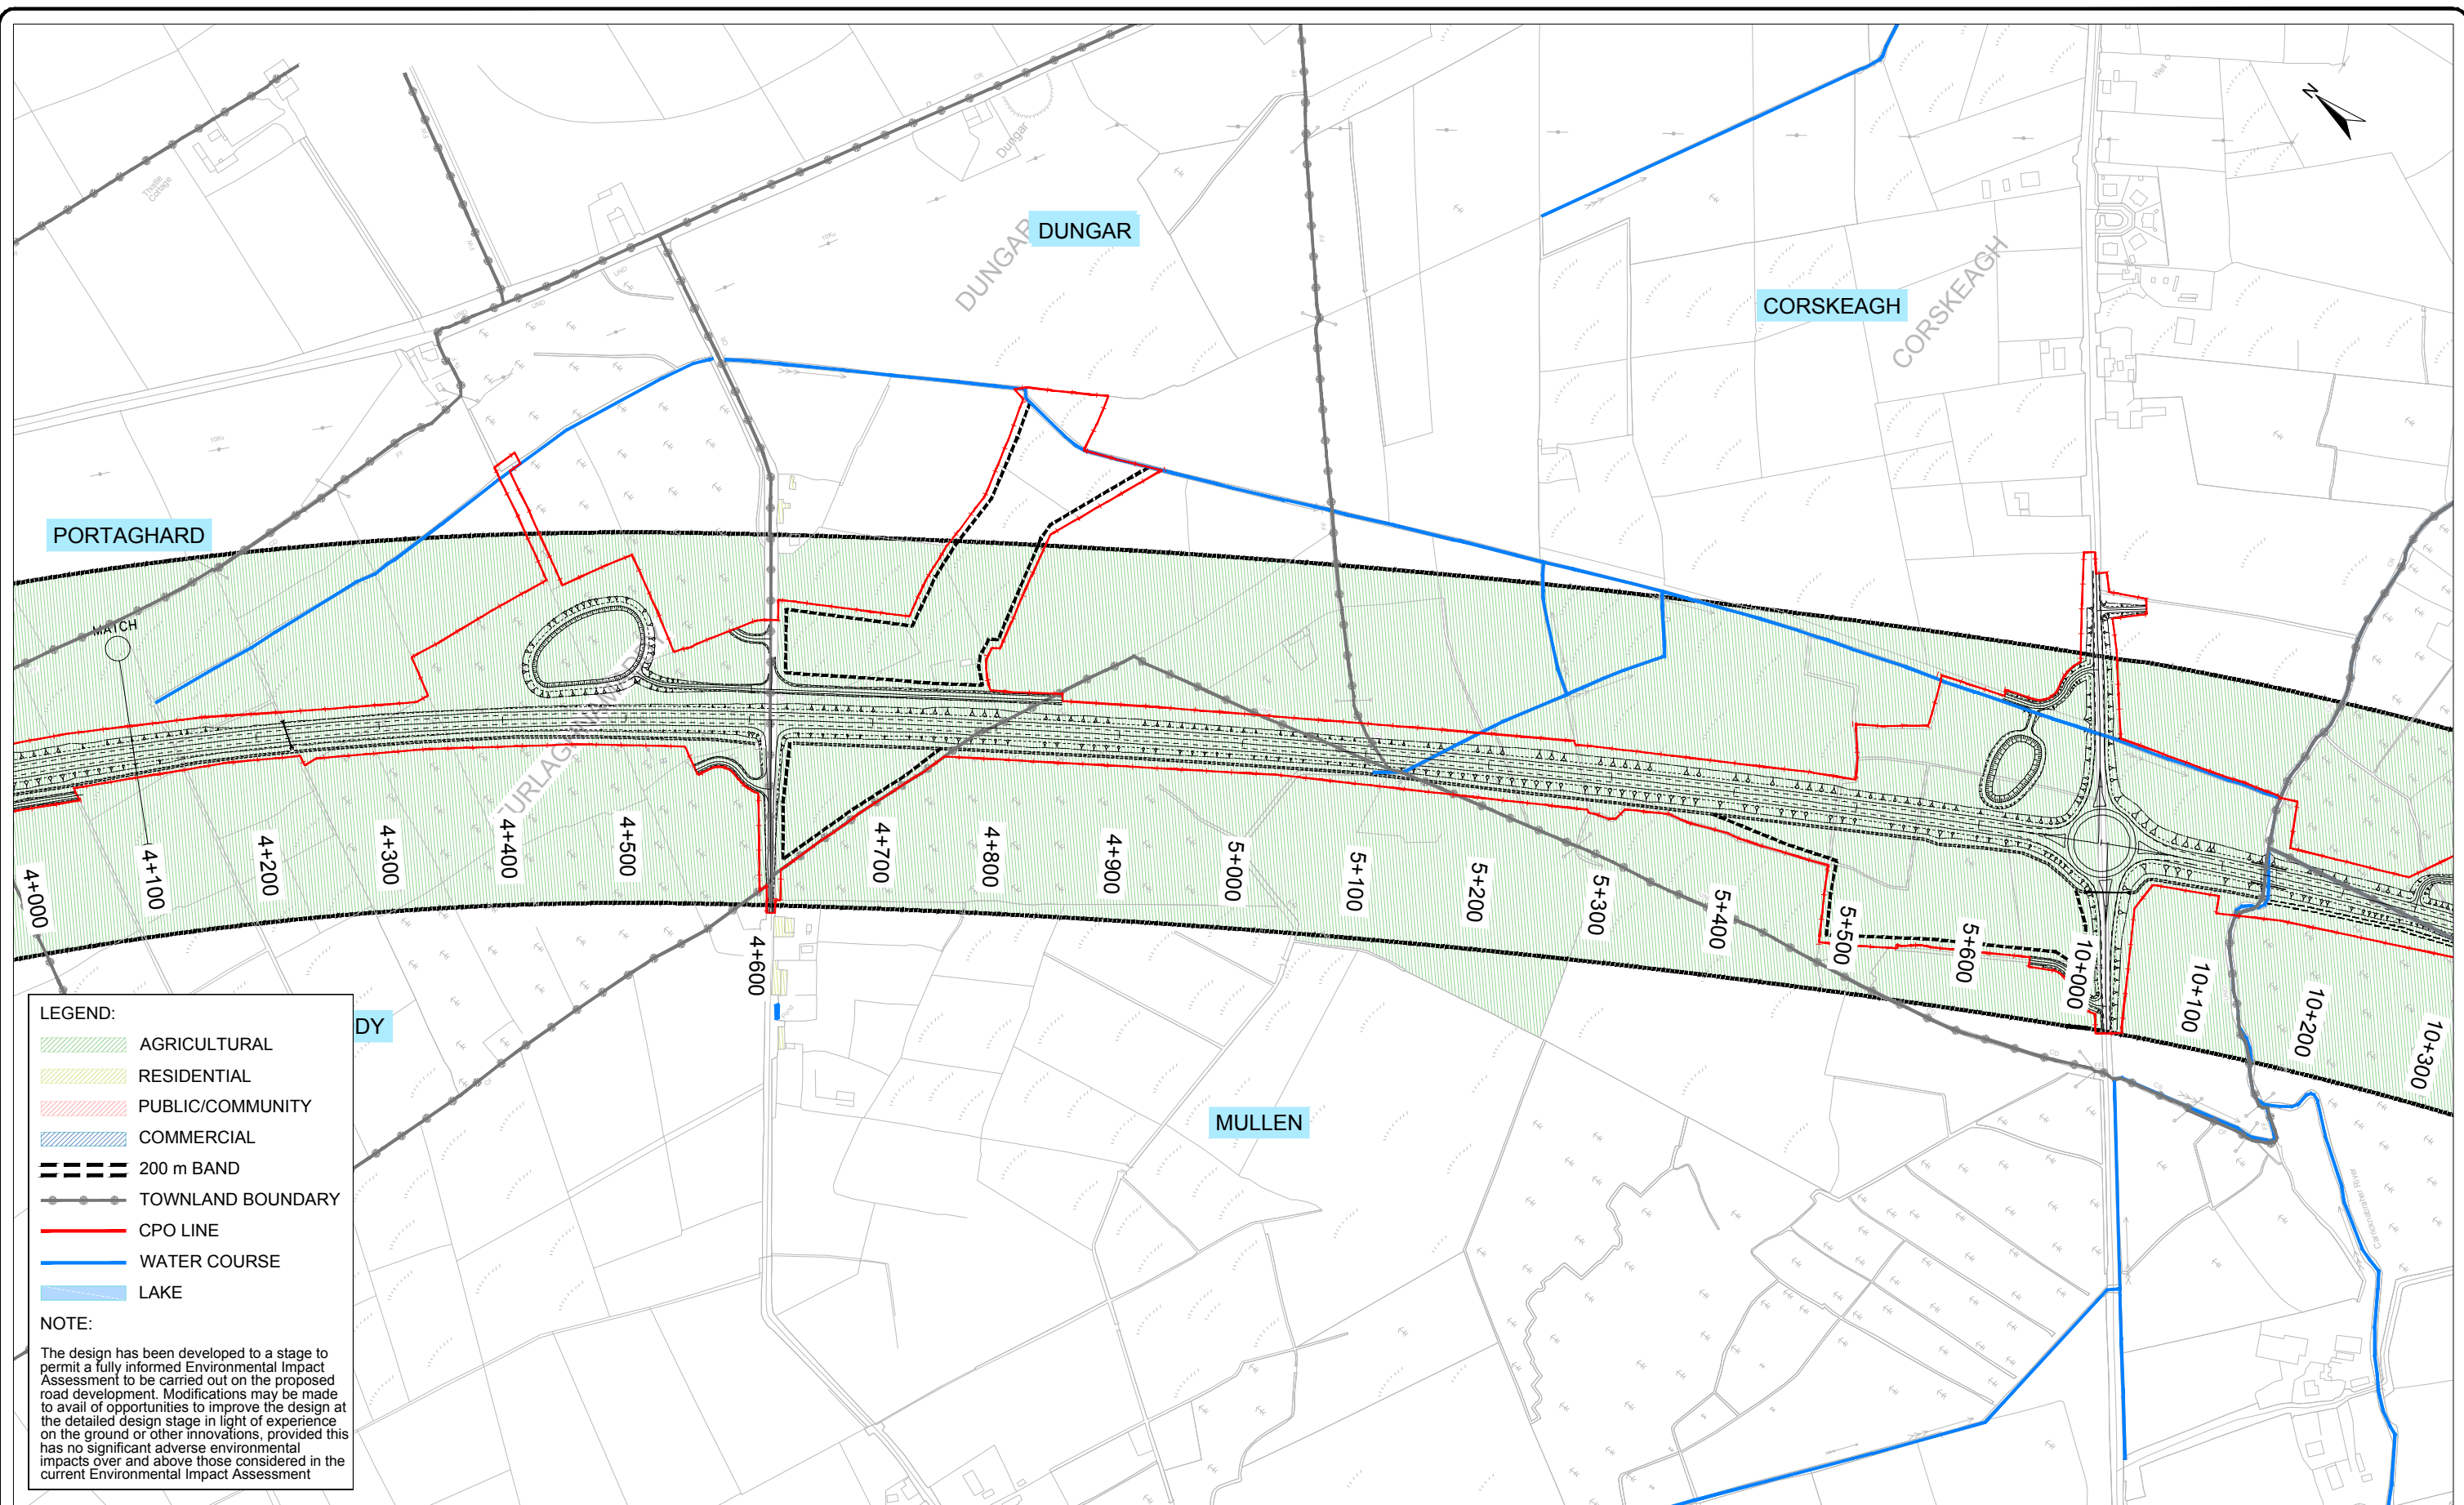 Thistle
Cottage
Dungar
Well
N
DUNGAR
DUNGAR
CORSKEAGH
CORSKEAGH
PORTAGHARD
MATCH
4+000
4+100
4+200
4+300
4+400
4+500
4+600
4+700
4+800
4+900
5+000
5+100
5+200
5+300
5+400
5+500
5+600
10+000
10+100
10+200
10+300
DY
MULLEN
Carricknabraher River
LEGEND:
AGRICULTURAL
RESIDENTIAL
PUBLIC/COMMUNITY
COMMERCIAL
200 m BAND
TOWNLAND BOUNDARY
CPO LINE
WATER COURSE
LAKE
NOTE:
The design has been developed to a stage to
permit a fully informed Environmental Impact
Assessment to be carried out on the proposed
road development. Modifications may be made
to avail of opportunities to improve the design at
the detailed design stage in light of experience
on the ground or other innovations, provided this
has no significant adverse environmental
impacts over and above those considered in the
current Environmental Impact Assessment